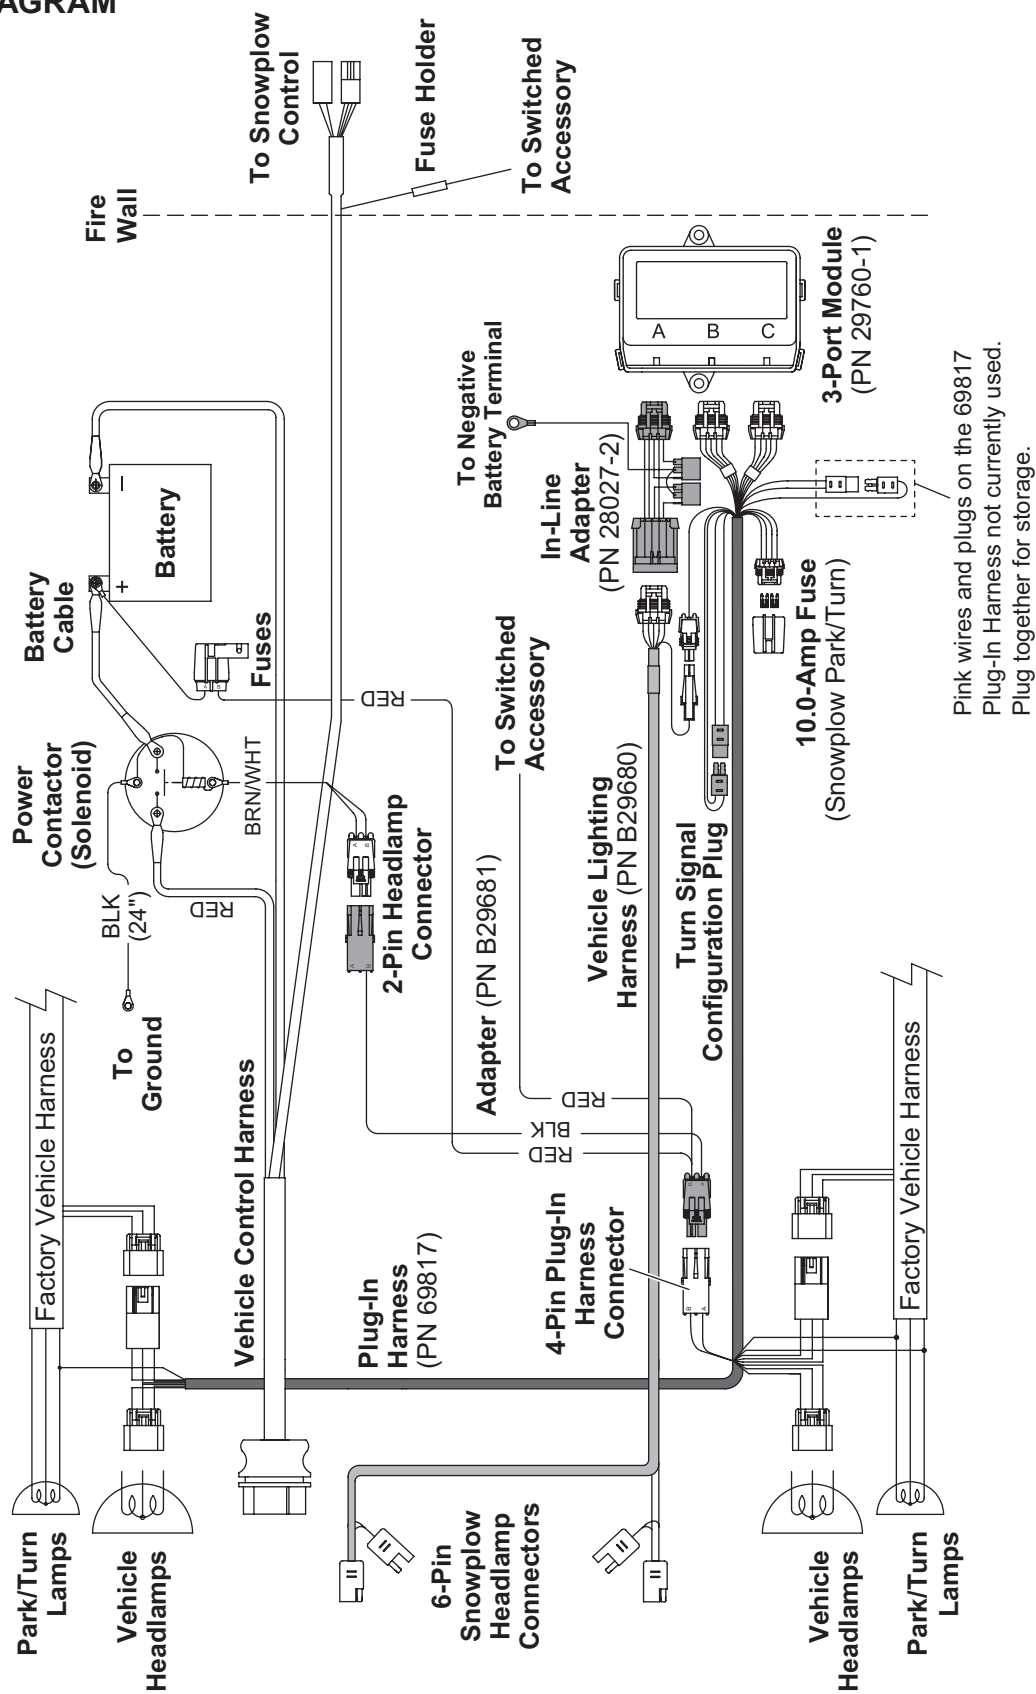 AGRAM
Park/Turn
Lamps
Vehicle
Headlamps
6-Pin
Snowplow
Headlamp
Connectors
Vehicle
Headlamps
Park/Turn
Lamps
Factory Vehicle Harness
Vehicle Control Harness
Plug-In
Harness
(PN 69817)
4-Pin Plug-In
Harness
Connector
B
A
B
A
Factory Vehicle Harness
To
Ground
BLK
(24")
Power
Contactor
(Solenoid)
RED
BRN/WHT
2-Pin Headlamp
Connector
A
B
A
B
Adapter (PN B29681)
RED
BLK
RED
To Switched
Accessory
Vehicle Lighting
Harness (PN B29680)
Turn Signal
Configuration Plug
Battery
Cable
+
–
Battery
Fuses
A
B
RED
10.0-Amp Fuse
(Snowplow Park/Turn)
In-Line
Adapter
(PN 28027-2)
To Negative
Battery Terminal
Fire
Wall
To Snowplow
Control
Fuse Holder
To Switched
Accessory
A
B
C
3-Port Module
(PN 29760-1)
Pink wires and plugs on the 69817
Plug-In Harness not currently used.
Plug together for storage.